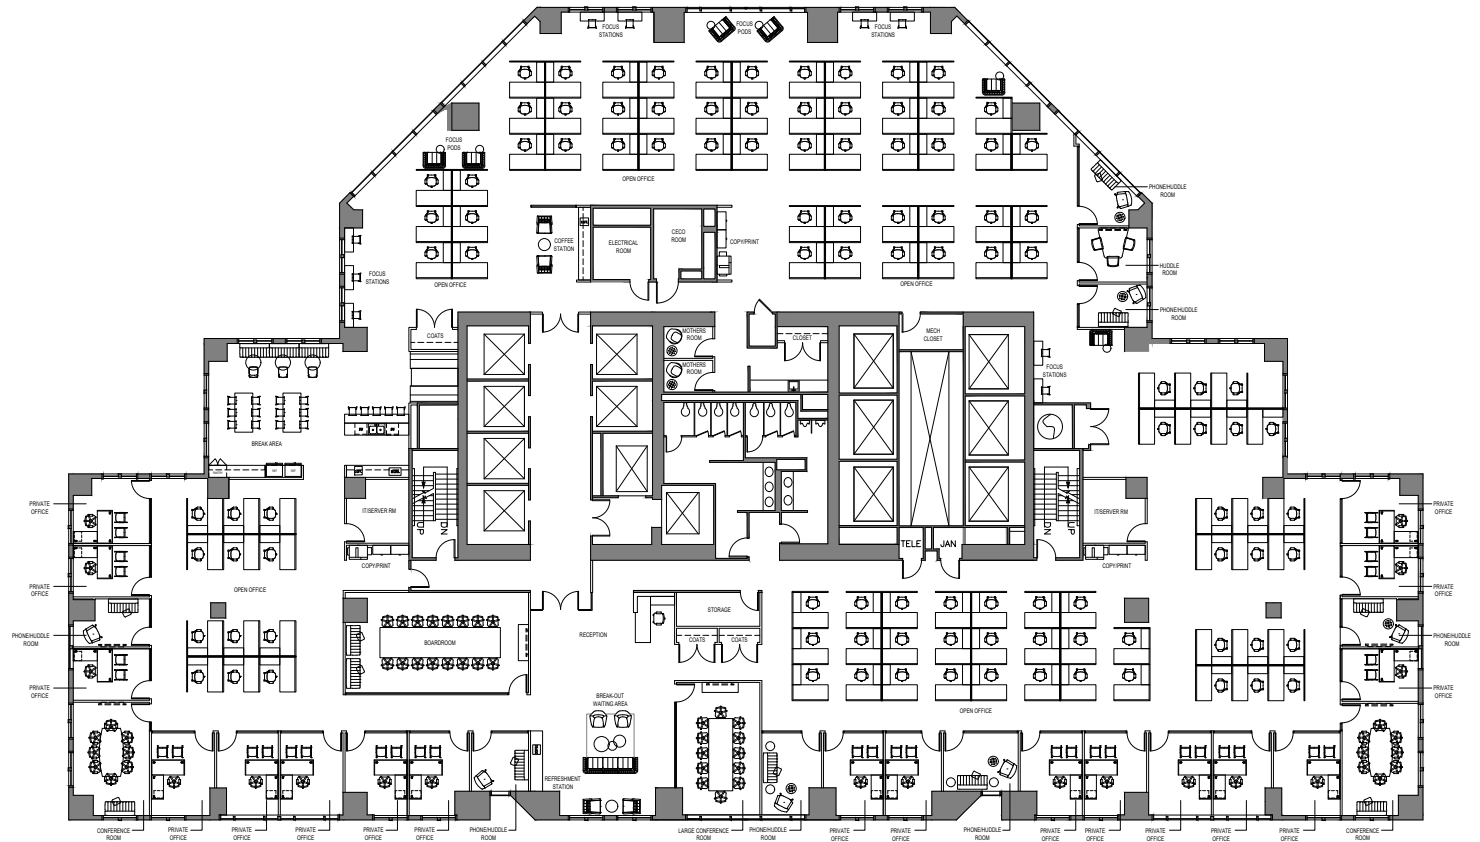 FOCUS
STATIONS
FOCUS
PODS
FOCUS
STATIONS
FOCUS
PODS
OPEN OFFICE
PHONE/HUDDLE
ROOM
COFFEE
STATION
ELECTRICAL
ROOM
CECO
ROOM
COPY/PRINT
HUDDLE
ROOM
FOCUS
STATIONS
OPEN OFFICE
OPEN OFFICE
PHONE/HUDDLE
ROOM
COATS
MOTHERS
ROOM
MOTHERS
ROOM
CLOSET
MECH
CLOSET
FOCUS
STATIONS
BREAK AREA
PRIVATE
OFFICE
IT/SERVER RM
UP
DN
DN
UP
IT/SERVER RM
PRIVATE
OFFICE
TELE
JAN
COPY/PRINT
COPY/PRINT
PRIVATE
OFFICE
OPEN OFFICE
PRIVATE
OFFICE
STORAGE
PHONE/HUDDLE
ROOM
BOARDROOM
RECEPTION
COATS
COATS
PHONE/HUDDLE
ROOM
PRIVATE
OFFICE
BREAK-OUT
WAITING AREA
OPEN OFFICE
PRIVATE
OFFICE
REFRESHMENT
STATION
CONFERENCE
ROOM
PRIVATE
OFFICE
PRIVATE
OFFICE
PRIVATE
OFFICE
PRIVATE
OFFICE
PRIVATE
OFFICE
PHONE/HUDDLE
ROOM
LARGE CONFERENCE
ROOM
PHONE/HUDDLE
ROOM
PRIVATE
OFFICE
PRIVATE
OFFICE
PHONE/HUDDLE
ROOM
PRIVATE
OFFICE
PRIVATE
OFFICE
PRIVATE
OFFICE
PRIVATE
OFFICE
PRIVATE
OFFICE
CONFERENCE
ROOM